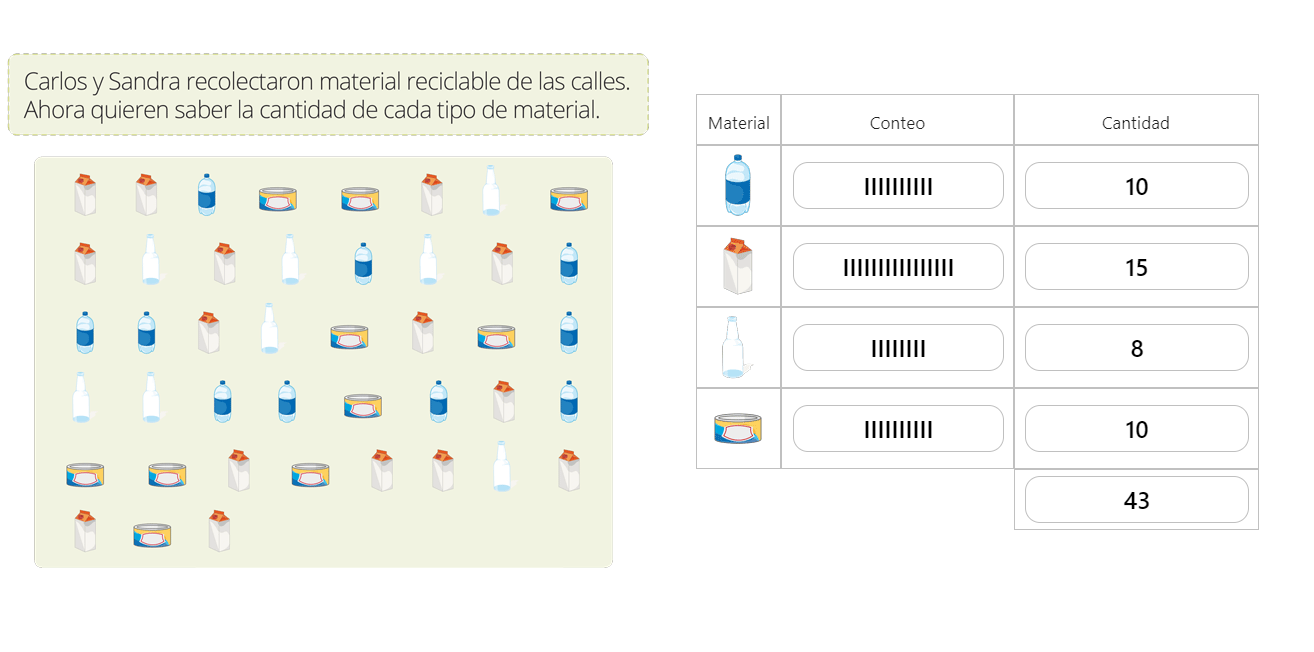 Carlos y Sandra recolectaron material reciclable de las calles.
Ahora quieren saber la cantidad de cada tipo de material.
Material Conteo Cantidad
IIIIIIIIII 10
IIIIIIIIIIIIIII 15
IIIIIIII 8
IIIIIIIIII 10
43